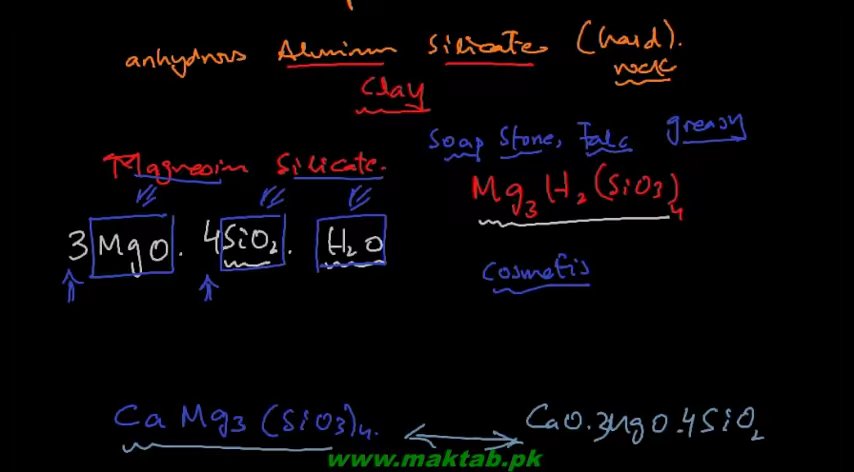 anhydrous Aluminum Silicate (hard).
rock
Clay
Soap Stone, Talc greasy
Magnesium Silicate.
Mg₃H₂(SiO₃)₄
3MgO. 4SiO₂. H₂O
Cosmetis
CaMg₃(SiO₃)₄. CaO.3MgO.4SiO₂
www.maktab.pk